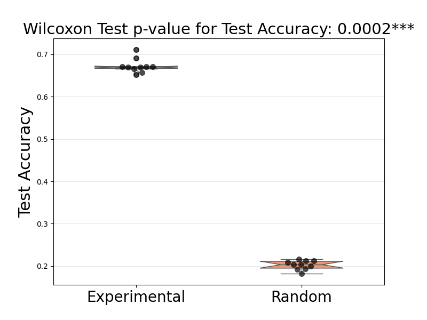 Wilcoxon Test p-value for Test Accuracy: 0.0002***
0.7
0.6
0.5
0.4
0.3
0.2
Test Accuracy
Experimental
Random